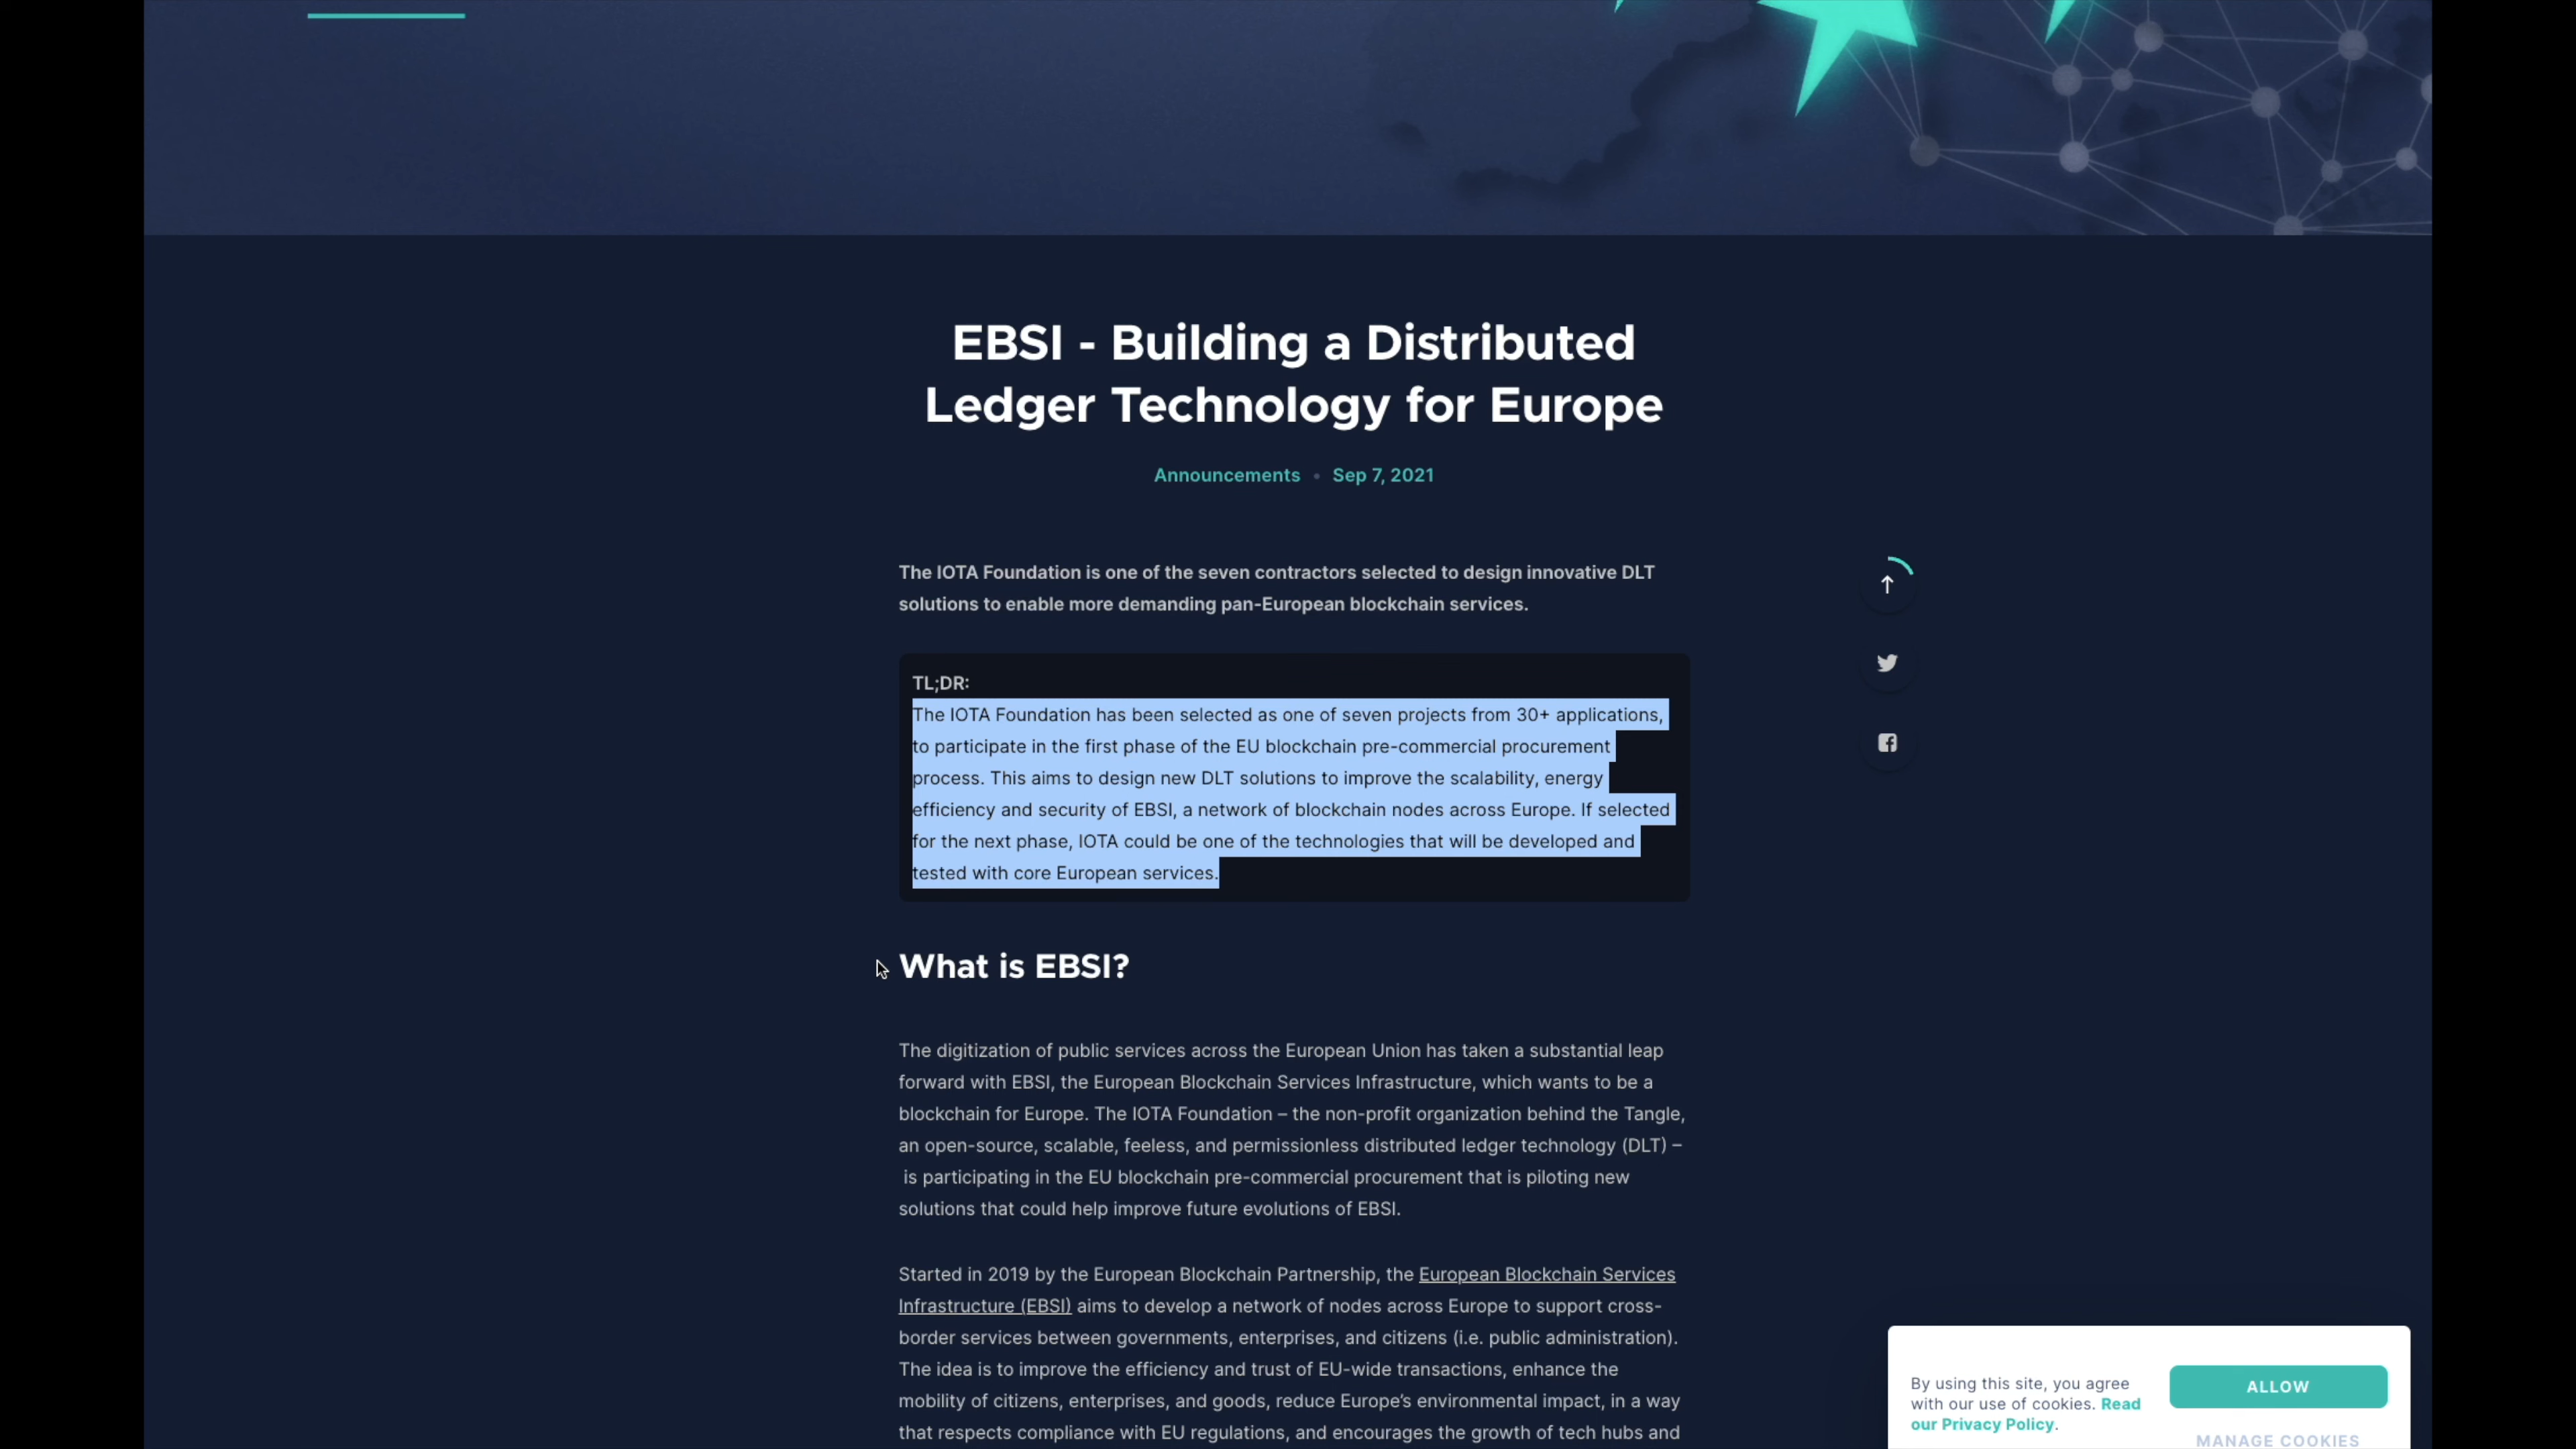 EBSI - Building a Distributed
Ledger Technology for Europe
Announcements • Sep 7, 2021
The IOTA Foundation is one of the seven contractors selected to design innovative DLT
solutions to enable more demanding pan-European blockchain services.
TL;DR:
The IOTA Foundation has been selected as one of seven projects from 30+ applications,
to participate in the first phase of the EU blockchain pre-commercial procurement
process. This aims to design new DLT solutions to improve the scalability, energy
efficiency and security of EBSI, a network of blockchain nodes across Europe. If selected
for the next phase, IOTA could be one of the technologies that will be developed and
tested with core European services.
What is EBSI?
The digitization of public services across the European Union has taken a substantial leap
forward with EBSI, the European Blockchain Services Infrastructure, which wants to be a
blockchain for Europe. The IOTA Foundation – the non-profit organization behind the Tangle,
an open-source, scalable, feeless, and permissionless distributed ledger technology (DLT) –
is participating in the EU blockchain pre-commercial procurement that is piloting new
solutions that could help improve future evolutions of EBSI.
Started in 2019 by the European Blockchain Partnership, the European Blockchain Services
Infrastructure (EBSI) aims to develop a network of nodes across Europe to support cross-
border services between governments, enterprises, and citizens (i.e. public administration).
The idea is to improve the efficiency and trust of EU-wide transactions, enhance the
mobility of citizens, enterprises, and goods, reduce Europe's environmental impact, in a way
that respects compliance with EU regulations, and encourages the growth of tech hubs and
By using this site, you agree
with our use of cookies. Read
our Privacy Policy.
ALLOW
MANAGE COOKIES